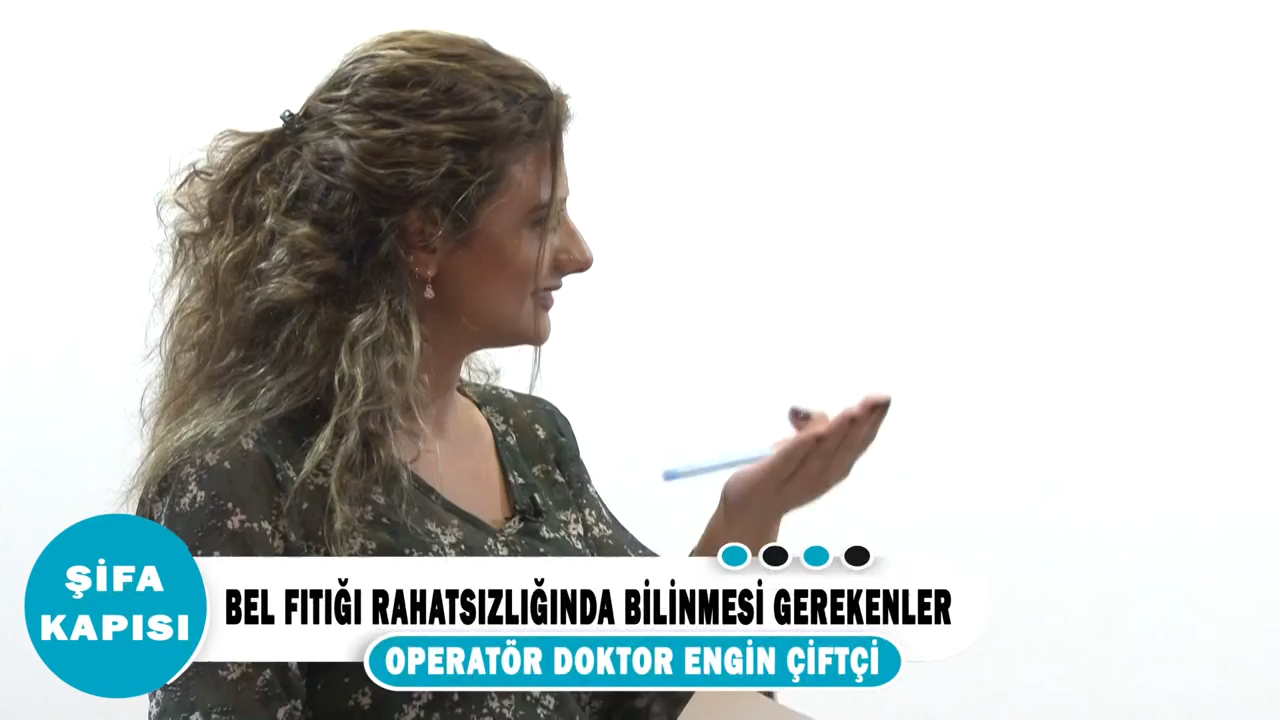 ŞİFA
KAPISI
BEL FITIĞI RAHATSIZLIĞINDA BİLİNMESİ GEREKENLER
OPERATÖR DOKTOR ENGİN ÇİFTÇİ